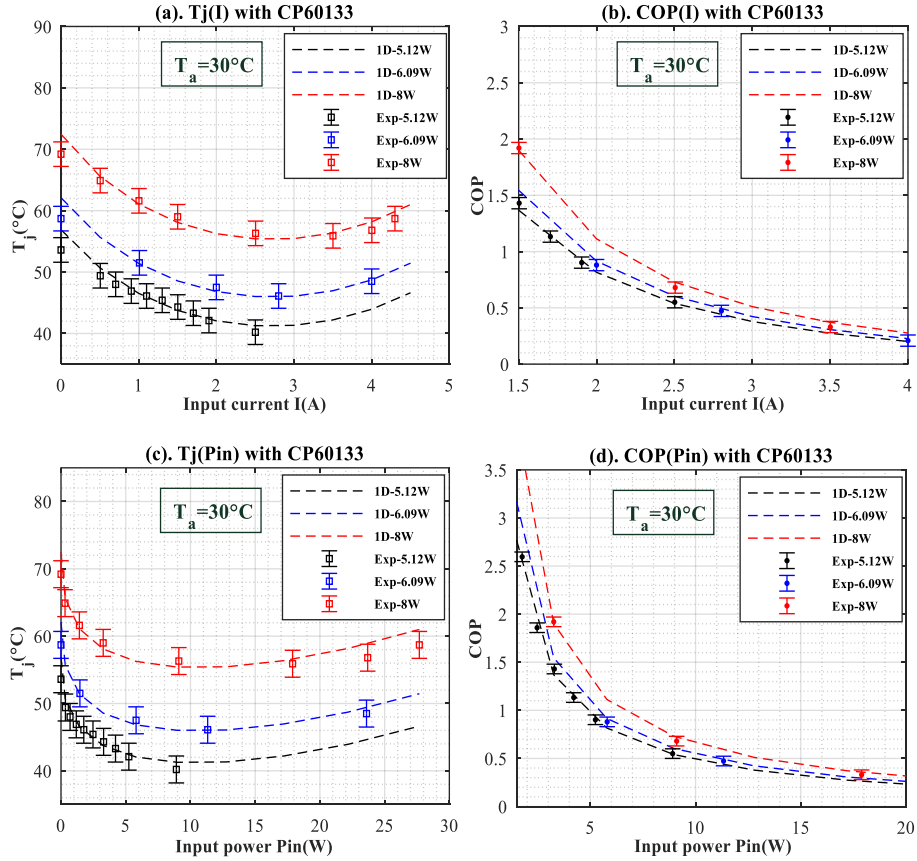 (a). Tj(I) with CP60133
90
80
70
60
50
40
T_j(°C)
T_a=30°C
1D-5.12W
1D-6.09W
1D-8W
Exp-5.12W
Exp-6.09W
Exp-8W
0 1 2 3 4 5
Input current I(A)
(b). COP(I) with CP60133
3
2.5
2
1.5
1
0.5
0
COP
T_a=30°C
1D-5.12W
1D-6.09W
1D-8W
Exp-5.12W
Exp-6.09W
Exp-8W
1.5 2 2.5 3 3.5 4
Input current I(A)
(c). Tj(Pin) with CP60133
80
70
60
50
40
T_j(°C)
T_a=30°C
1D-5.12W
1D-6.09W
1D-8W
Exp-5.12W
Exp-6.09W
Exp-8W
0 5 10 15 20 25 30
Input power Pin(W)
(d). COP(Pin) with CP60133
3.5
3
2.5
2
1.5
1
0.5
0
COP
T_a=30°C
1D-5.12W
1D-6.09W
1D-8W
Exp-5.12W
Exp-6.09W
Exp-8W
5 10 15 20
Input power Pin(W)